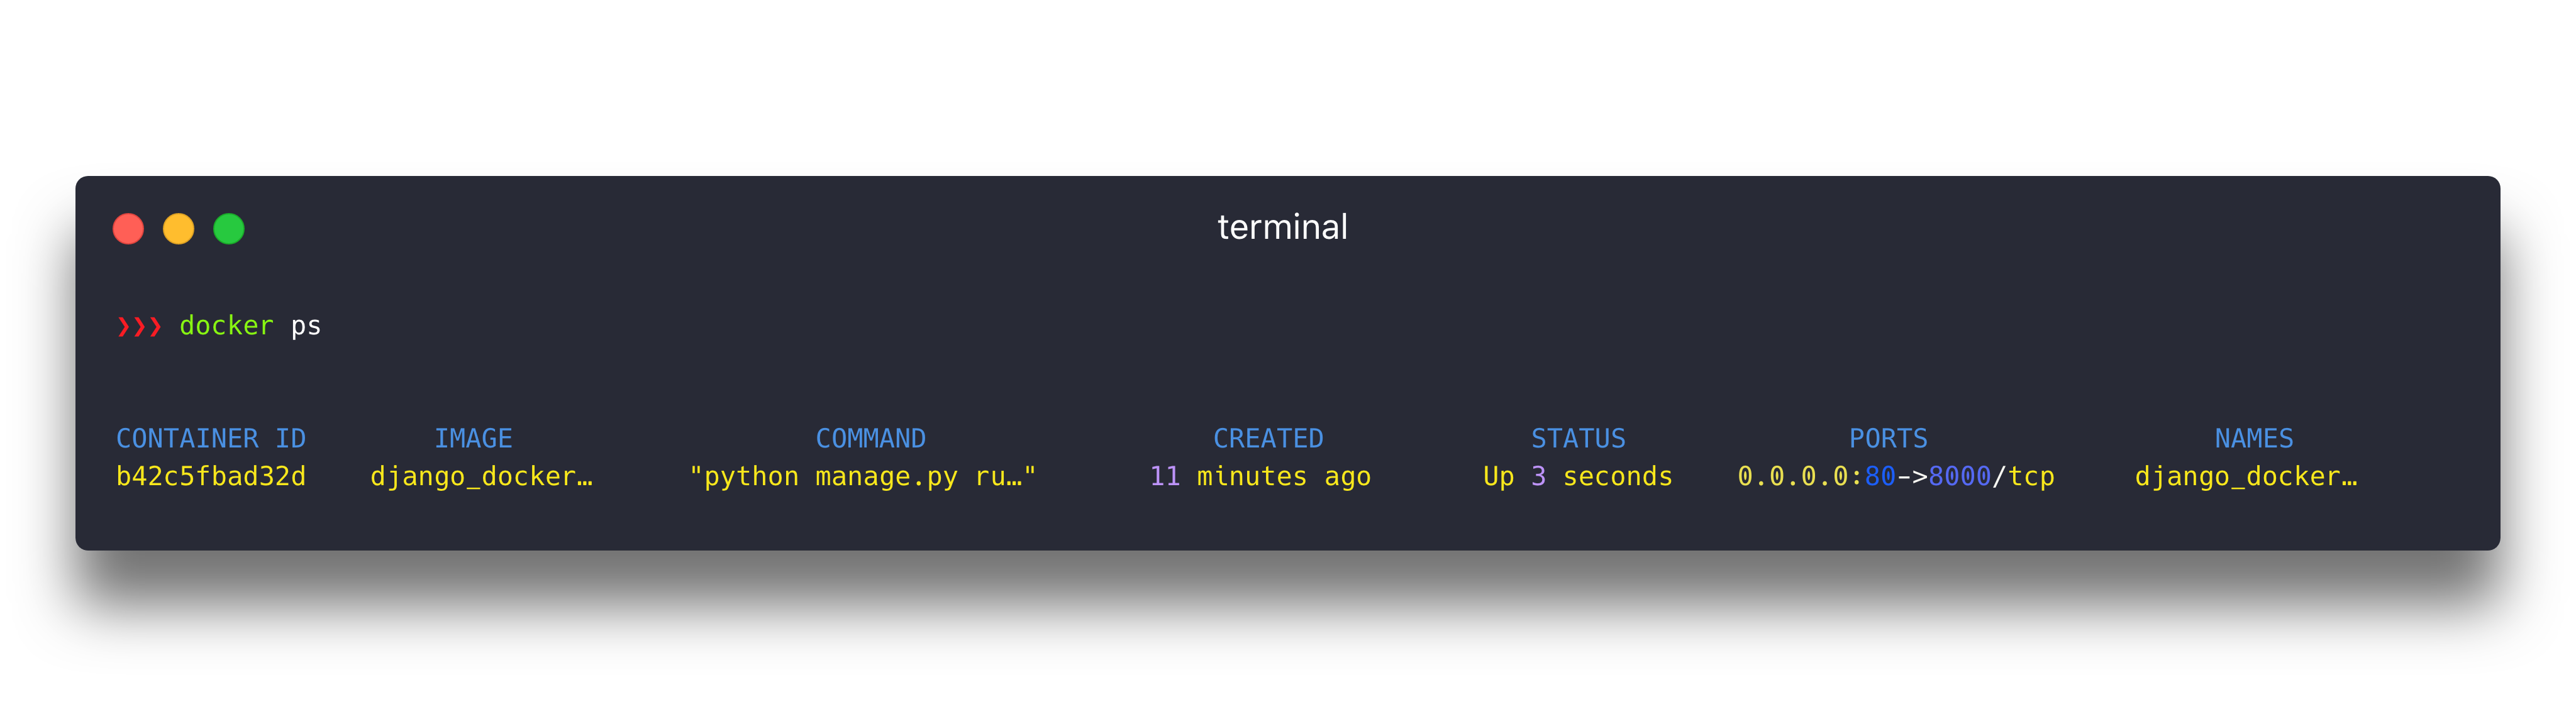 terminal
❯❯❯ docker ps
CONTAINER ID IMAGE COMMAND CREATED STATUS PORTS NAMES
b42c5fbad32d django_docker… "python manage.py ru…" 11 minutes ago Up 3 seconds 0.0.0.0:80->8000/tcp django_docker…